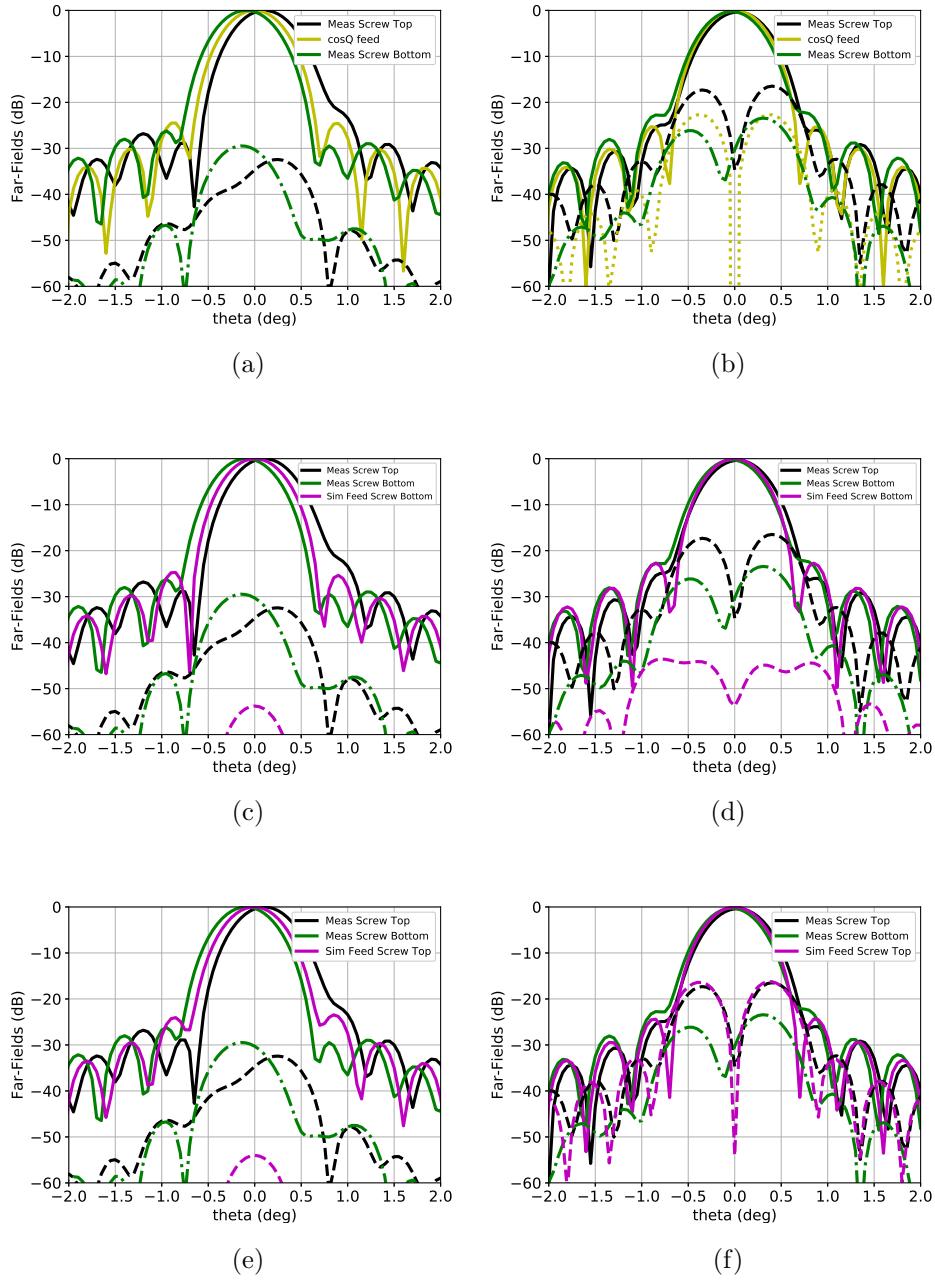 0
−10
−20
−30
−40
−50
−60
Far-Fields (dB)
−2.0 −1.5 −1.0 −0.5 0.0 0.5 1.0 1.5 2.0
theta (deg)
Meas Screw Top
cosQ feed
Meas Screw Bottom
(a)
0
−10
−20
−30
−40
−50
−60
Far-Fields (dB)
−2.0 −1.5 −1.0 −0.5 0.0 0.5 1.0 1.5 2.0
theta (deg)
Meas Screw Top
cosQ feed
Meas Screw Bottom
(b)
0
−10
−20
−30
−40
−50
−60
Far-Fields (dB)
−2.0 −1.5 −1.0 −0.5 0.0 0.5 1.0 1.5 2.0
theta (deg)
Meas Screw Top
Meas Screw Bottom
Sim Feed Screw Bottom
(c)
0
−10
−20
−30
−40
−50
−60
Far-Fields (dB)
−2.0 −1.5 −1.0 −0.5 0.0 0.5 1.0 1.5 2.0
theta (deg)
Meas Screw Top
Meas Screw Bottom
Sim Feed Screw Bottom
(d)
0
−10
−20
−30
−40
−50
−60
Far-Fields (dB)
−2.0 −1.5 −1.0 −0.5 0.0 0.5 1.0 1.5 2.0
theta (deg)
Meas Screw Top
Meas Screw Bottom
Sim Feed Screw Top
(e)
0
−10
−20
−30
−40
−50
−60
Far-Fields (dB)
−2.0 −1.5 −1.0 −0.5 0.0 0.5 1.0 1.5 2.0
theta (deg)
Meas Screw Top
Meas Screw Bottom
Sim Feed Screw Top
(f)